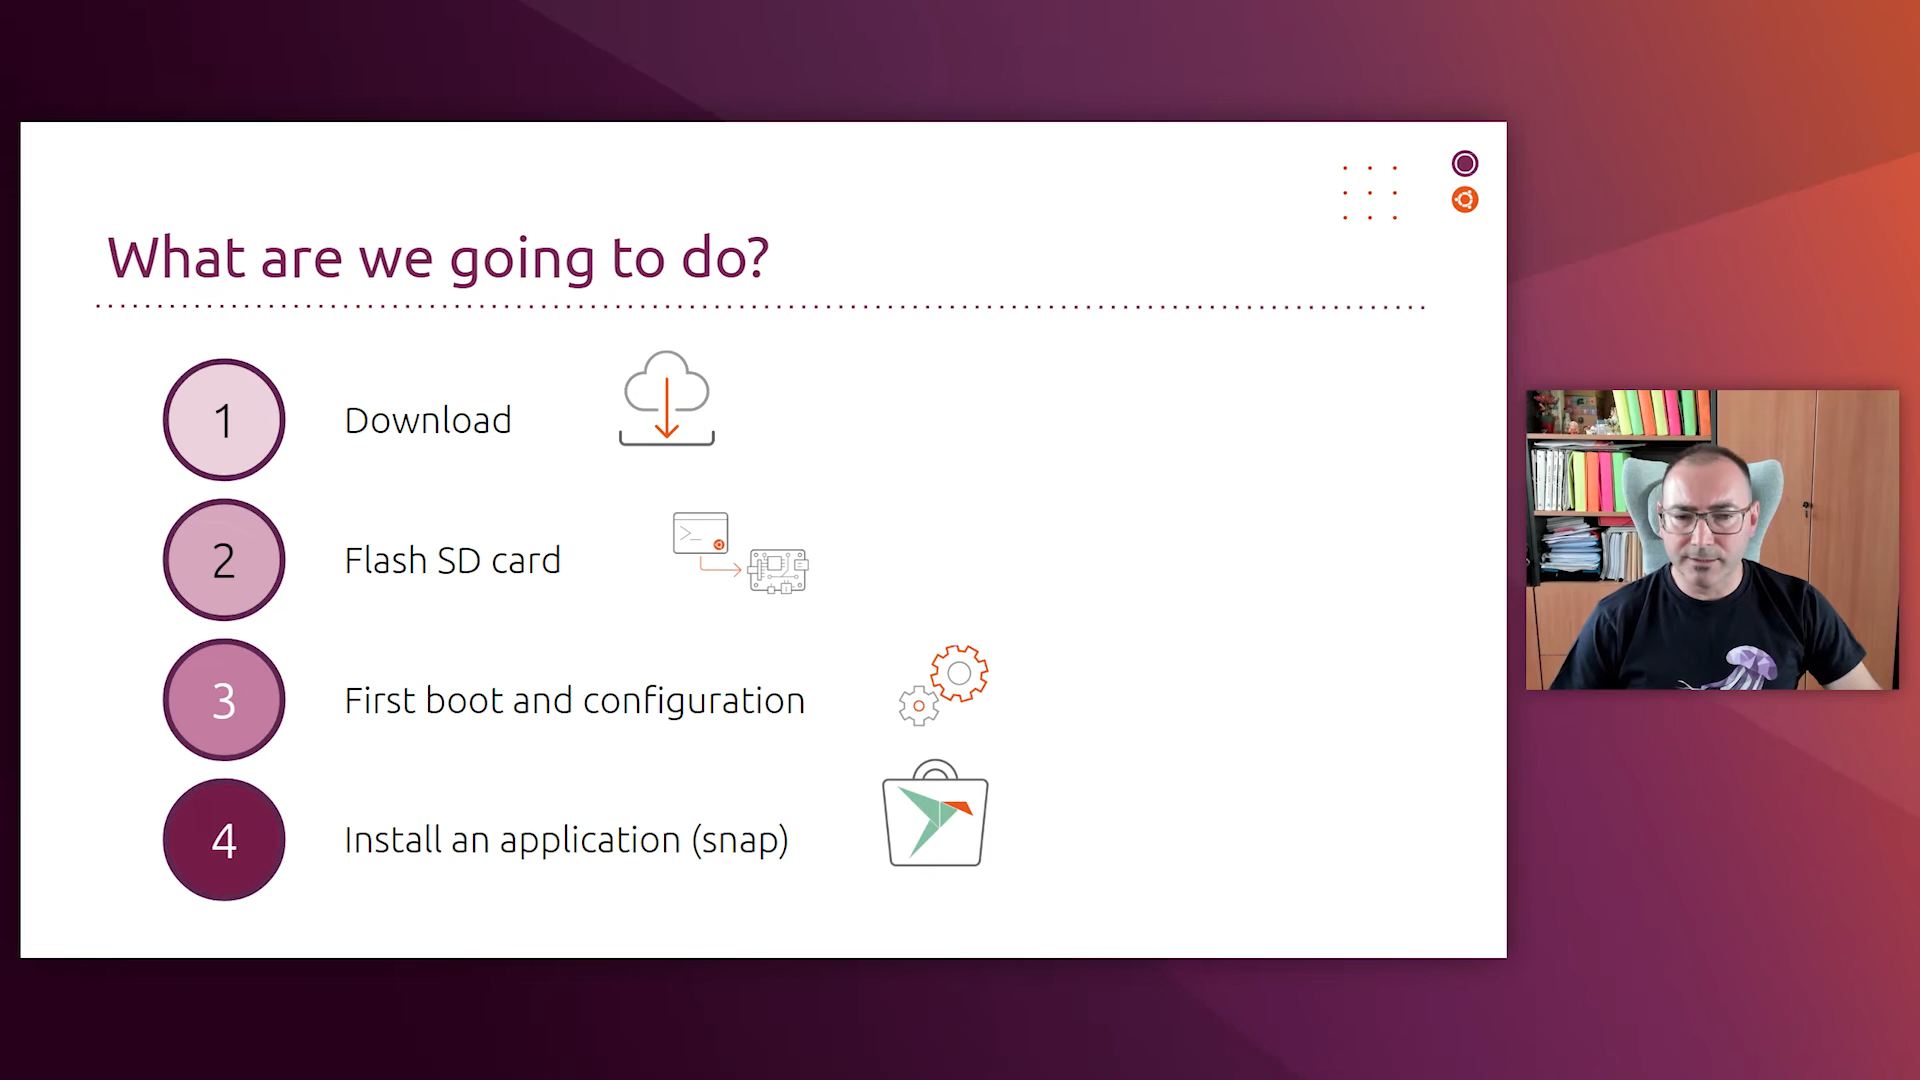 What are we going to do?
1 Download
2 Flash SD card
3 First boot and configuration
4 Install an application (snap)